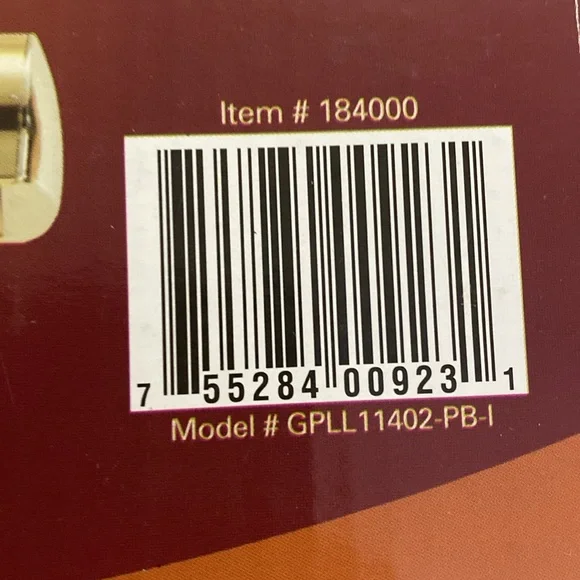 Item # 184000
7 55284 00923 1
Model # GPLL11402-PB-I